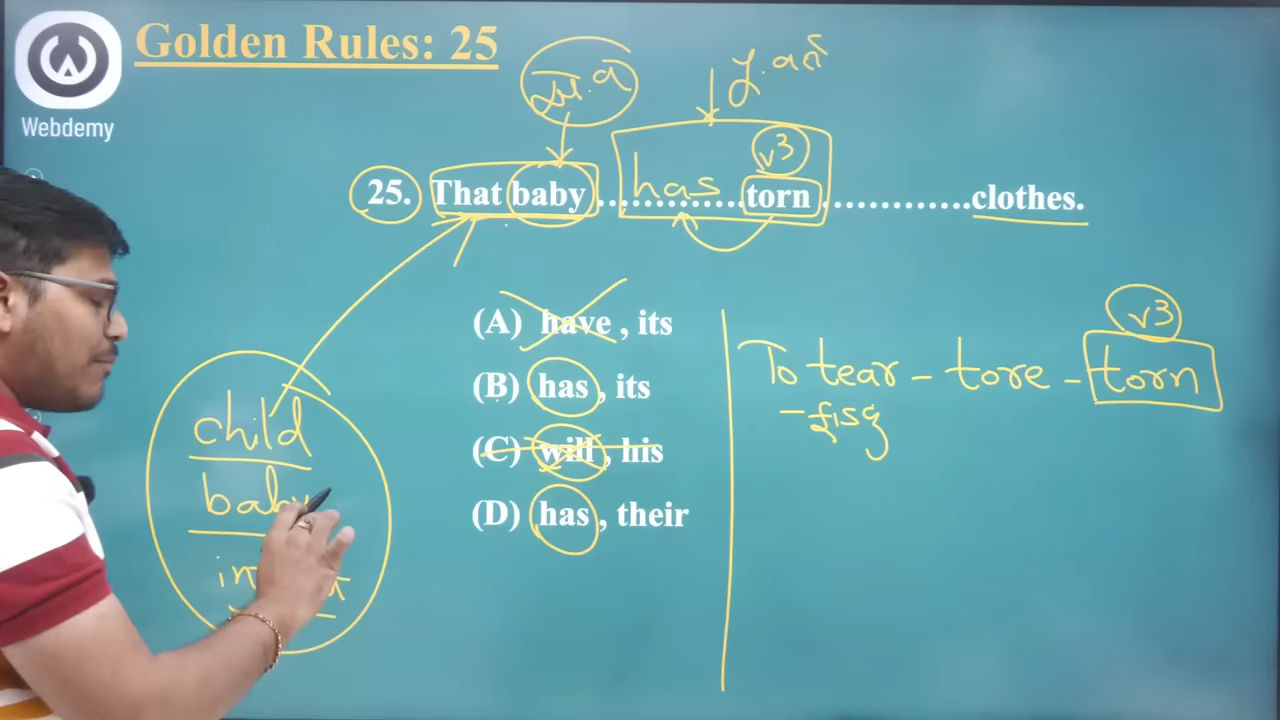 Golden Rules: 25
Webdemy
25. That baby ............. has torn ............. clothes.
v3
(A) have , its
(B) has , its
(C) will , his
(D) has , their
child
baby
To tear - tore - torn
v3